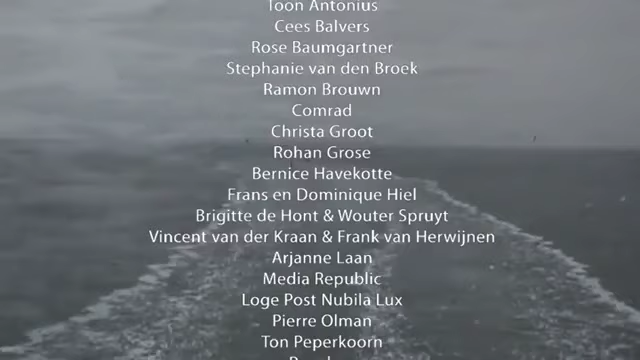 Toon Antonius
Cees Balvers
Rose Baumgartner
Stephanie van den Broek
Ramon Brouwn
Comrad
Christa Groot
Rohan Grose
Bernice Havekotte
Frans en Dominique Hiel
Brigitte de Hont & Wouter Spruyt
Vincent van der Kraan & Frank van Herwijnen
Arjanne Laan
Media Republic
Loge Post Nubila Lux
Pierre Olman
Ton Peperkoorn